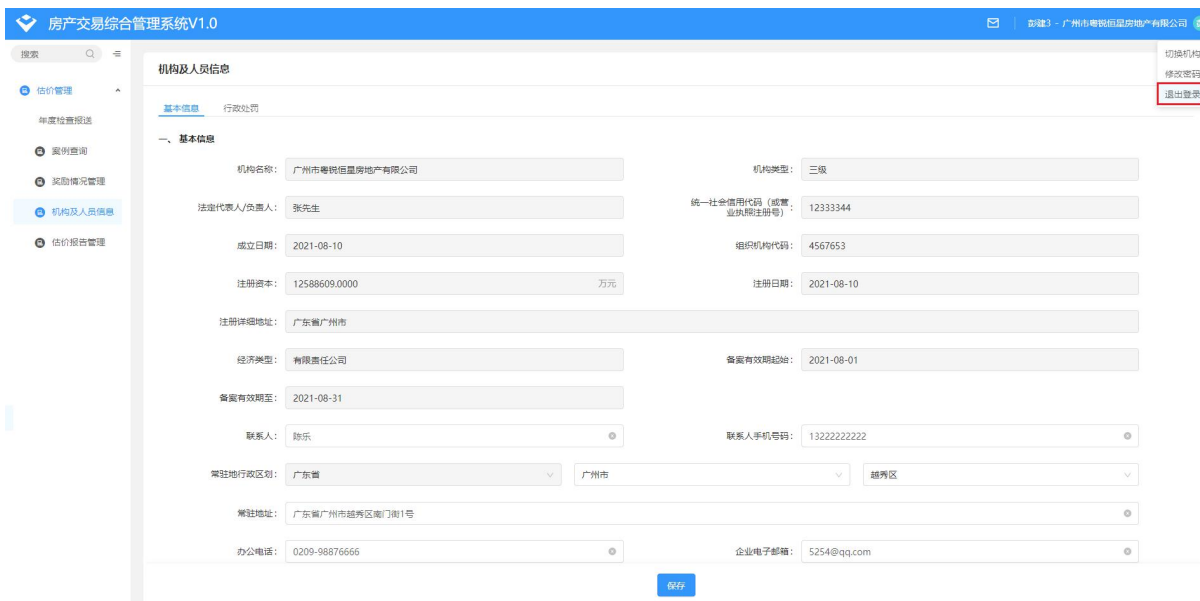 房产交易综合管理系统V1.0
彭建3 - 广州市粤锐恒星房地产有限公司
搜索
切换机构
修改密码
退出登录
估价管理
年度检查报送
案例查询
奖励情况管理
机构及人员信息
估价报告管理
机构及人员信息
基本信息 行政处罚
一、 基本信息
机构名称: 广州市粤锐恒星房地产有限公司 机构类型: 三级
法定代表人/负责人: 张先生 统一社会信用代码（或营业执照注册号）: 12333344
成立日期: 2021-08-10 组织机构代码: 4567653
注册资本: 12588609.0000 万元 注册日期: 2021-08-10
注册详细地址: 广东省广州市
经济类型: 有限责任公司 备案有效期起始: 2021-08-01
备案有效期至: 2021-08-31
联系人: 陈乐 联系人手机号码: 13222222222
常驻地行政区划: 广东省 广州市 越秀区
常驻地址: 广东省广州市越秀区南门街1号
办公电话: 0209-98876666 企业电子邮箱: 5254@qq.com
保存